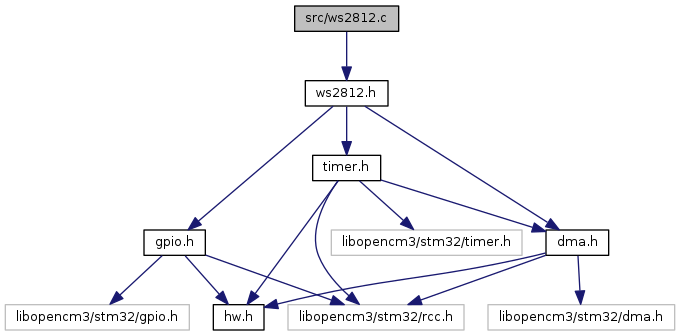 src/ws2812.c
ws2812.h
timer.h
gpio.h
libopencm3/stm32/timer.h
dma.h
libopencm3/stm32/gpio.h
hw.h
libopencm3/stm32/rcc.h
libopencm3/stm32/dma.h